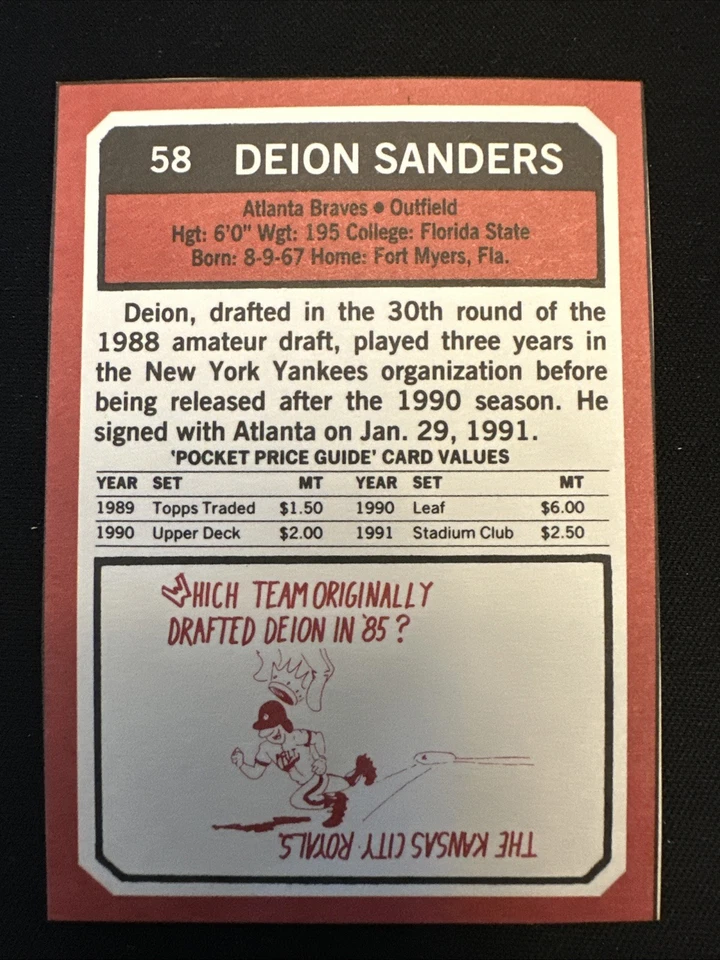 58 DEION SANDERS
Atlanta Braves ● Outfield
Hgt: 6'0" Wgt: 195 College: Florida State
Born: 8-9-67 Home: Fort Myers, Fla.
Deion, drafted in the 30th round of the
1988 amateur draft, played three years in
the New York Yankees organization before
being released after the 1990 season. He
signed with Atlanta on Jan. 29, 1991.
'POCKET PRICE GUIDE' CARD VALUES
YEAR SET MT YEAR SET MT
1989 Topps Traded $1.50 1990 Leaf $6.00
1990 Upper Deck $2.00 1991 Stadium Club $2.50
WHICH TEAM ORIGINALLY
DRAFTED DEION IN '85?
THE KANSAS CITY ROYALS.